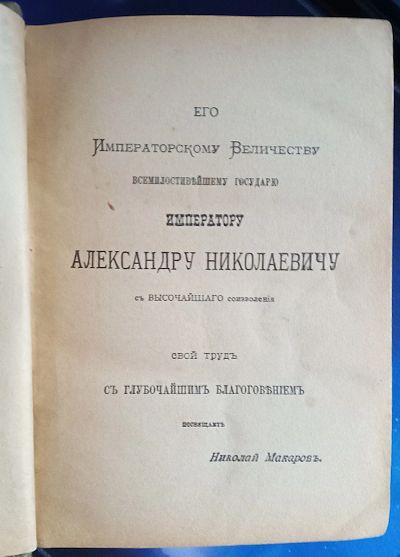 ЕГО
ИМПЕРАТОРСКОМУ ВЕЛИЧЕСТВУ
ВСЕМИЛОСТИВѢЙШЕМУ ГОСУДАРЮ
ИМПЕРАТОРУ
АЛЕКСАНДРУ НИКОЛАЕВИЧУ
съ ВЫСОЧАЙШАГО соизволенія
СВОЙ ТРУДЪ
СЪ ГЛУБОЧАЙШИМЪ БЛАГОГОВѢНІЕМЪ
ПОСВЯЩАЕТЪ
Николай Макаровъ.